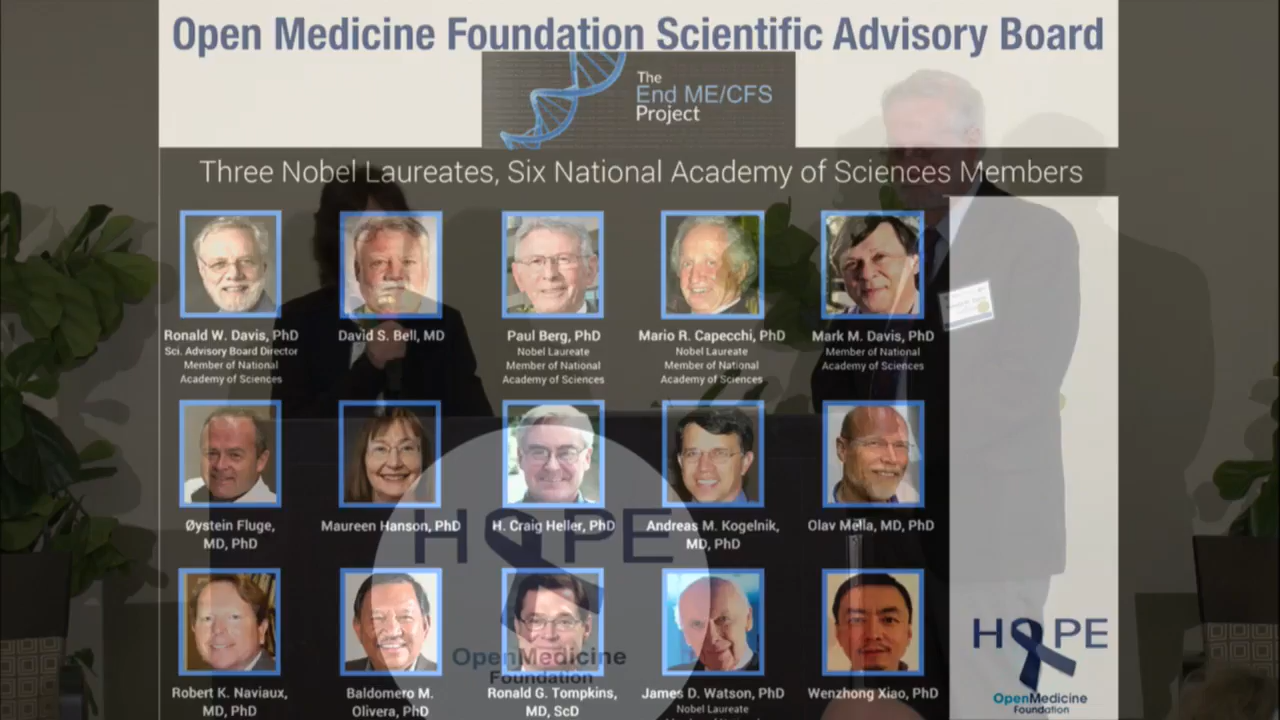 Open Medicine Foundation Scientific Advisory Board
The
End ME/CFS
Project
Three Nobel Laureates, Six National Academy of Sciences Members
Ronald W. Davis, PhD
Sci. Advisory Board Director
Member of National
Academy of Sciences
David S. Bell, MD
Paul Berg, PhD
Nobel Laureate
Member of National
Academy of Sciences
Mario R. Capecchi, PhD
Nobel Laureate
Member of National
Academy of Sciences
Mark M. Davis, PhD
Member of National
Academy of Sciences
Øystein Fluge,
MD, PhD
Maureen Hanson, PhD
H. Craig Heller, PhD
Andreas M. Kogelnik,
MD, PhD
Olav Mella, MD, PhD
HOPE
OpenMedicine
Foundation
Robert K. Naviaux,
MD, PhD
Baldomero M.
Olivera, PhD
Ronald G. Tompkins,
MD, ScD
James D. Watson, PhD
Nobel Laureate
Wenzhong Xiao, PhD
HOPE
OpenMedicine
Foundation